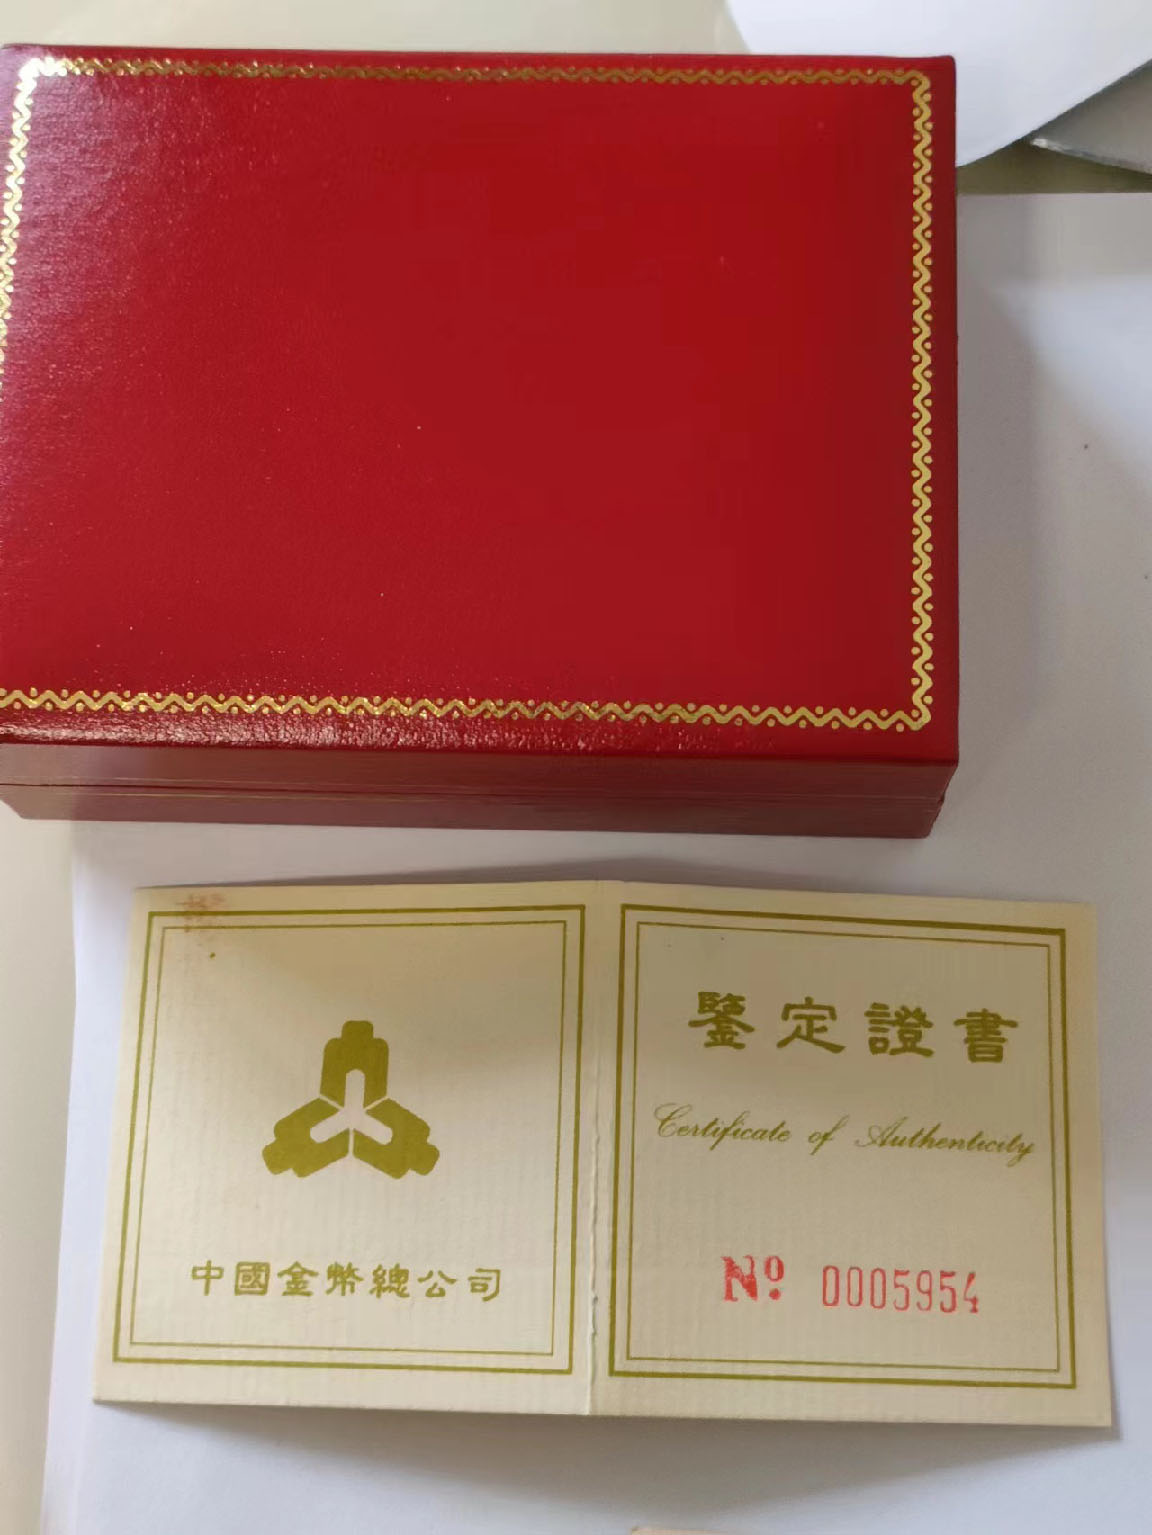 鑒定證書
Certificate of Authenticity
中國金幣總公司
Nº 0005954